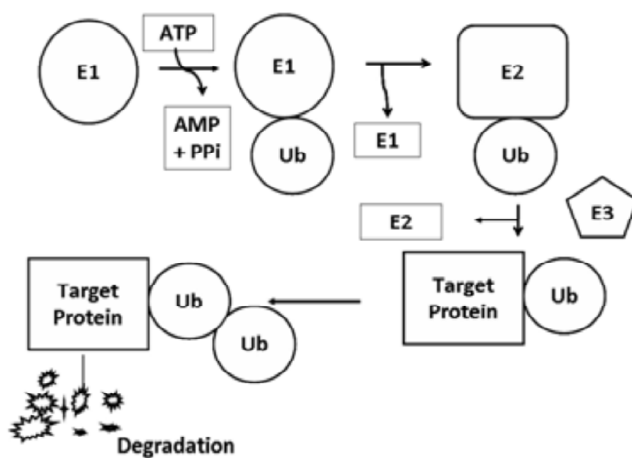 E1
ATP
AMP
+ PPi
E1
Ub
E1
E2
Ub
E3
E2
Target
Protein
Ub
Target
Protein
Ub
Ub
Degradation